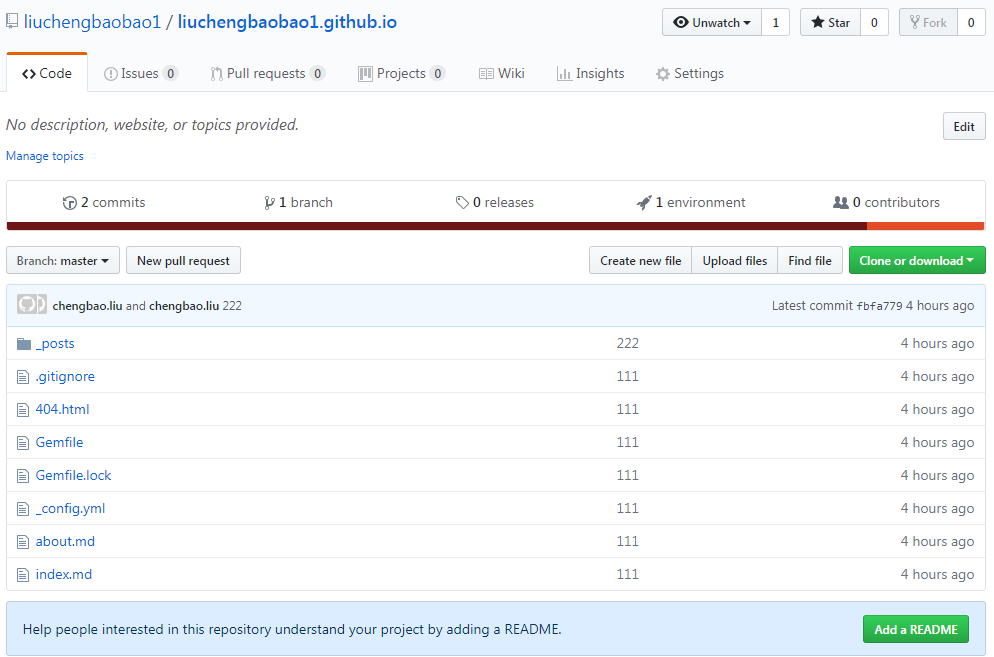 liuchengbaobao1 / liuchengbaobao1.github.io Unwatch 1 Star 0 Fork 0
Code Issues 0 Pull requests 0 Projects 0 Wiki Insights Settings
No description, website, or topics provided. Edit
Manage topics
2 commits 1 branch 0 releases 1 environment 0 contributors
Branch: master New pull request Create new file Upload files Find file Clone or download
chengbao.liu and chengbao.liu 222 Latest commit fbfa779 4 hours ago
_posts 222 4 hours ago
.gitignore 111 4 hours ago
404.html 111 4 hours ago
Gemfile 111 4 hours ago
Gemfile.lock 111 4 hours ago
_config.yml 111 4 hours ago
about.md 111 4 hours ago
index.md 111 4 hours ago
Help people interested in this repository understand your project by adding a README. Add a README